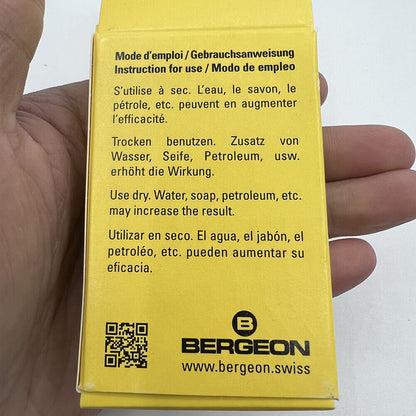 Mode d'emploi / Gebrauchsanweisung
Instruction for use / Modo de empleo
S'utilise à sec. L'eau, le savon, le
pétrole, etc. peuvent en augmenter
l'efficacité.
Trocken benutzen. Zusatz von
Wasser, Seife, Petroleum, usw.
erhöht die Wirkung.
Use dry. Water, soap, petroleum, etc.
may increase the result.
Utilizar en seco. El agua, el jabón, el
petroléo, etc. pueden aumentar su
eficacia.
B
BERGEON
www.bergeon.swiss